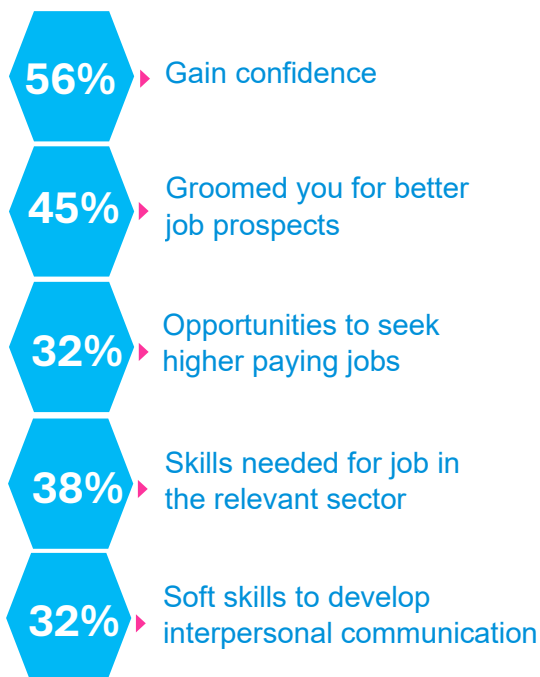 56%
Gain confidence
45%
Groomed you for better
job prospects
32%
Opportunities to seek
higher paying jobs
38%
Skills needed for job in
the relevant sector
32%
Soft skills to develop
interpersonal communication